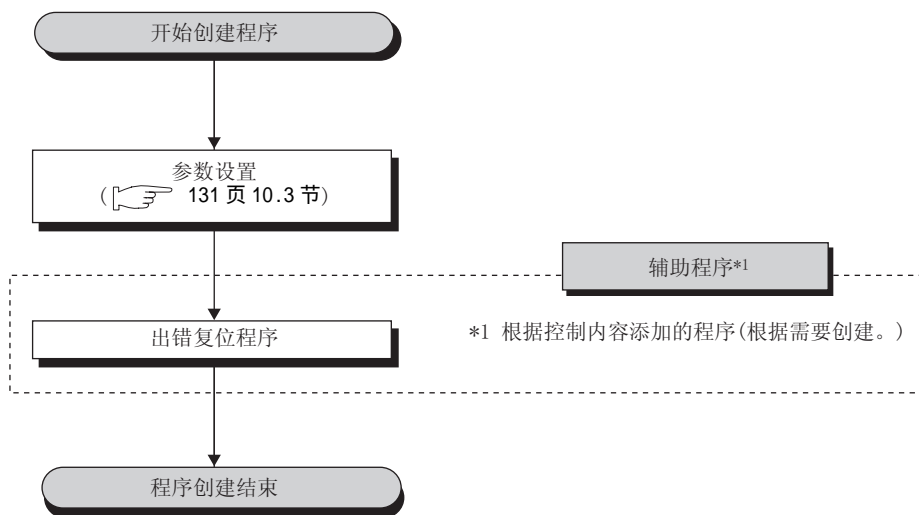 开始创建程序
参数设置
(131 页 10.3 节)
辅助程序*1
*1 根据控制内容添加的程序(根据需要创建。)
出错复位程序
程序创建结束